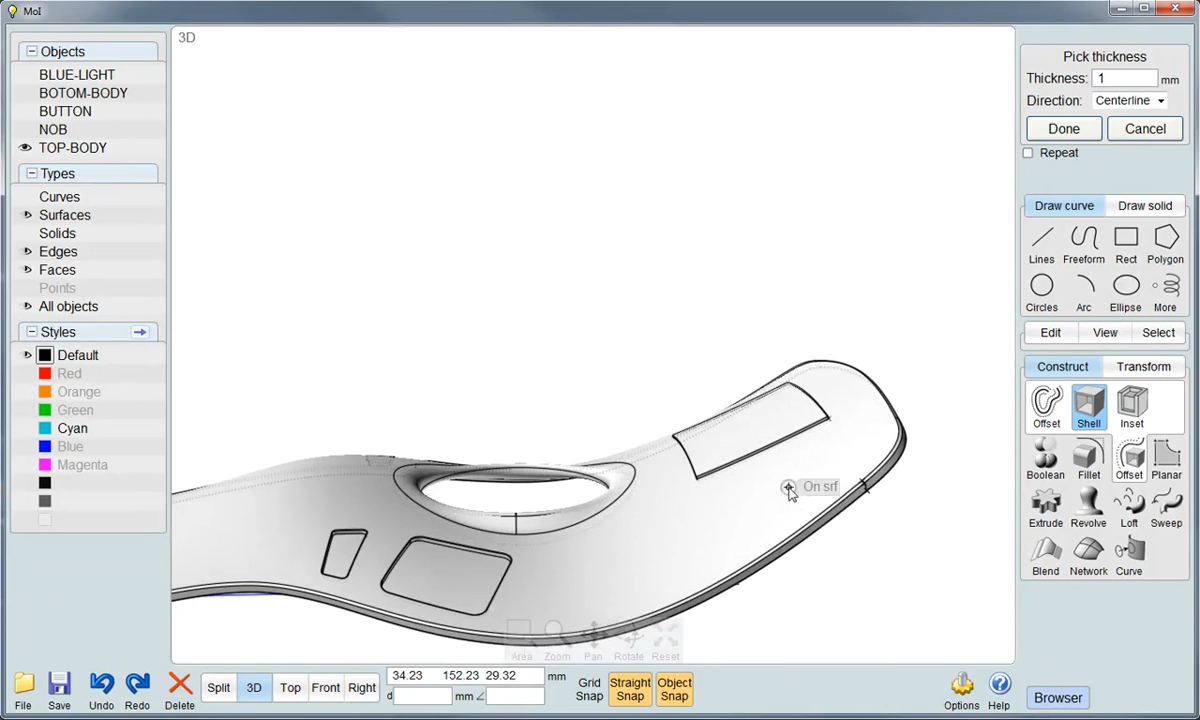 MoI
Objects
BLUE-LIGHT
BOTOM-BODY
BUTTON
NOB
TOP-BODY
Types
Curves
Surfaces
Solids
Edges
Faces
Points
All objects
Styles
Default
Red
Orange
Green
Cyan
Blue
Magenta
3D
On srf
Area Zoom Pan Rotate Reset
Pick thickness
Thickness: 1 mm
Direction: Centerline
Done Cancel
Repeat
Draw curve Draw solid
Lines Freeform Rect Polygon
Circles Arc Ellipse More
Edit View Select
Construct Transform
Offset Shell Inset
Boolean Fillet Offset Planar
Extrude Revolve Loft Sweep
Blend Network Curve
File Save Undo Redo Delete
Split 3D Top Front Right
34.23 152.23 29.32 mm
d mm ∠
Grid Snap
Straight Snap
Object Snap
Options Help
Browser